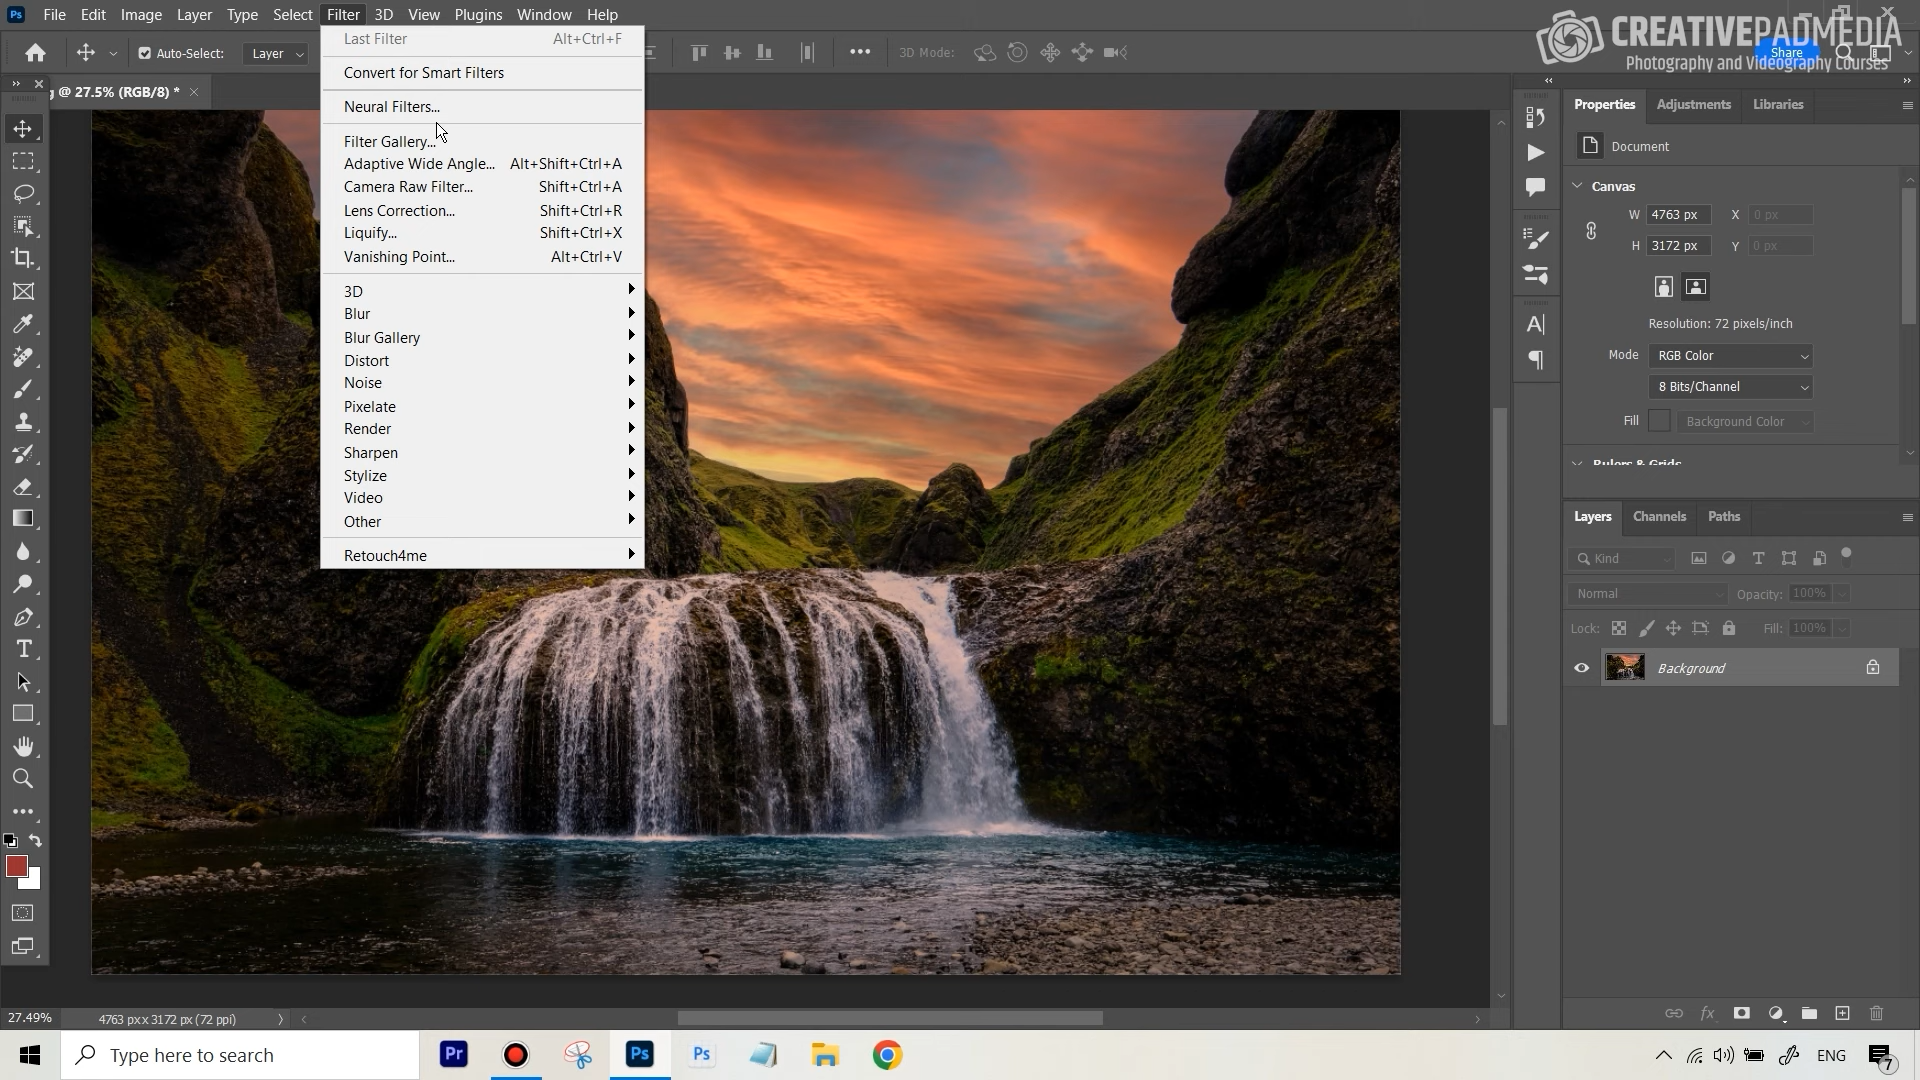 Ps File Edit Image Layer Type Select Filter 3D View Plugins Window Help
Auto-Select: Layer 3D Mode: Share
CREATIVEPADMEDIA
Photography and Videography Courses
g @ 27.5% (RGB/8) *
Last Filter Alt+Ctrl+F
Convert for Smart Filters
Neural Filters...
Filter Gallery...
Adaptive Wide Angle... Alt+Shift+Ctrl+A
Camera Raw Filter... Shift+Ctrl+A
Lens Correction... Shift+Ctrl+R
Liquify... Shift+Ctrl+X
Vanishing Point... Alt+Ctrl+V
3D
Blur
Blur Gallery
Distort
Noise
Pixelate
Render
Sharpen
Stylize
Video
Other
Retouch4me
Properties Adjustments Libraries
Document
Canvas
W 4763 px X 0 px
H 3172 px Y 0 px
Resolution: 72 pixels/inch
Mode RGB Color
8 Bits/Channel
Fill Background Color
Rulers & Grids
Layers Channels Paths
Kind
Normal Opacity: 100%
Lock: Fill: 100%
Background
27.49% 4763 px x 3172 px (72 ppi)
Type here to search Pr Ps Ps ENG 7